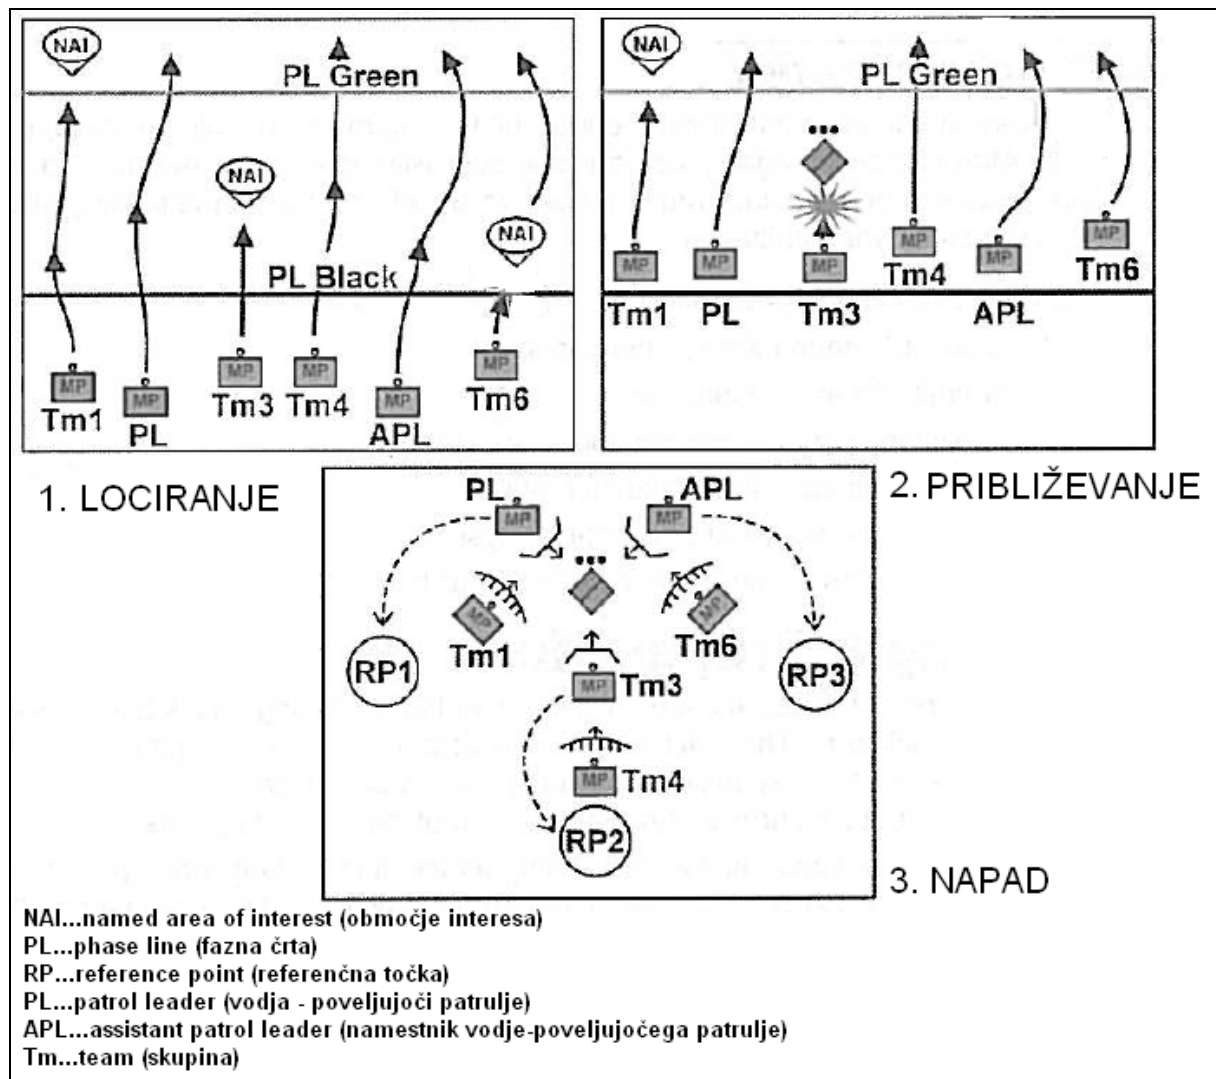 NAI
PL Green
NAI
NAI
PL Black
MP
Tm1
MP
PL
MP
Tm3
MP
Tm4
MP
APL
MP
Tm6
1. LOCIRANJE
NAI
PL Green
MP
Tm1
MP
PL
MP
Tm3
MP
Tm4
MP
APL
MP
Tm6
2. PRIBLIŽEVANJE
PL
APL
MP
MP
MP
Tm1
MP
Tm6
RP1
MP
Tm3
RP3
MP
Tm4
RP2
3. NAPAD
NAI...named area of interest (območje interesa)
PL...phase line (fazna črta)
RP...reference point (referenčna točka)
PL...patrol leader (vodja - poveljujoči patrulje)
APL...assistant patrol leader (namestnik vodje-poveljujočega patrulje)
Tm...team (skupina)